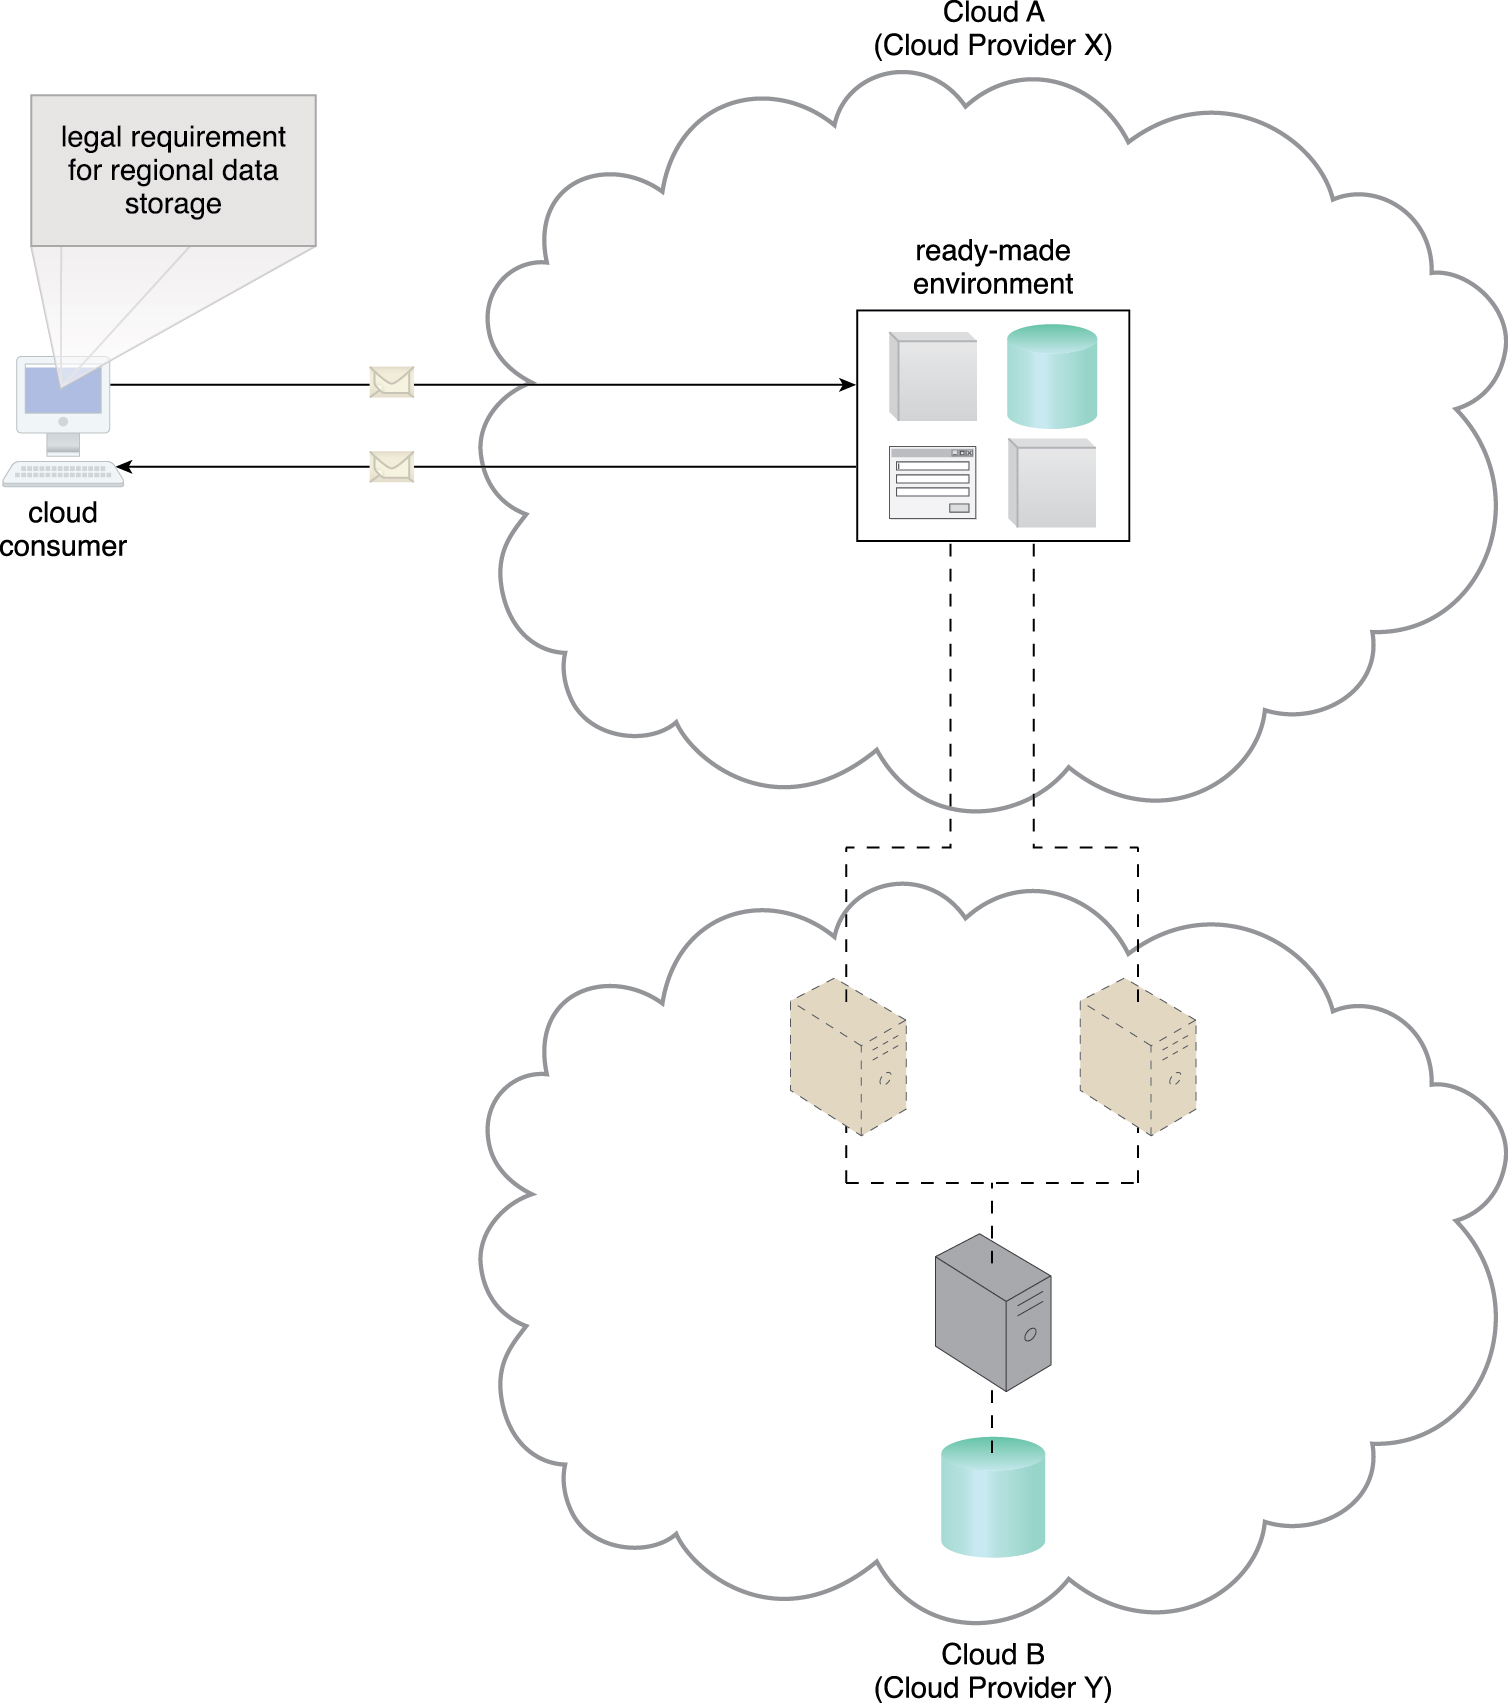 Cloud A
(Cloud Provider X)
legal requirement
for regional data
storage
ready-made
environment
cloud
consumer
Cloud B
(Cloud Provider Y)